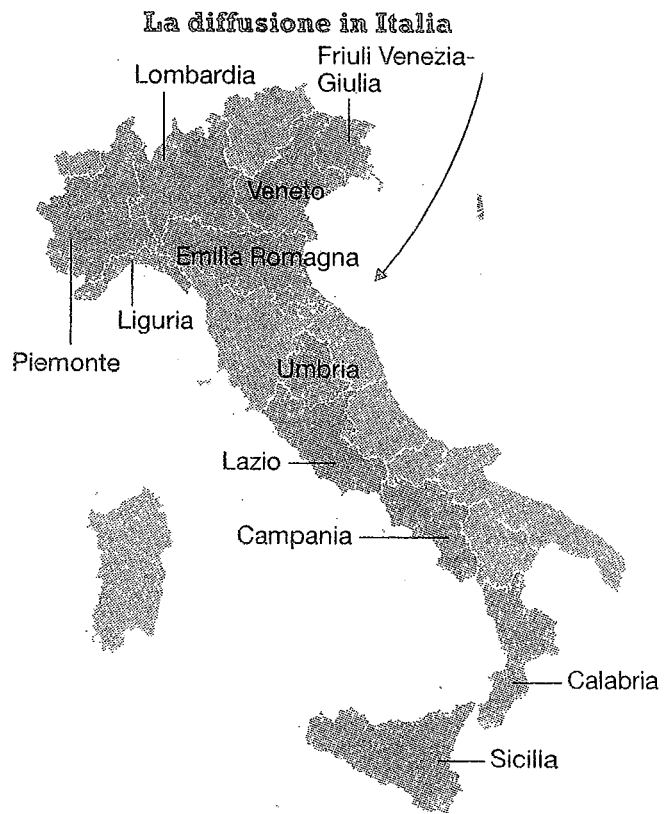 La diffusione in Italia
Friuli Venezia-
Giulia
Lombardia
Veneto
Emilia Romagna
Liguria
Piemonte
Umbria
Lazio
Campania
Calabria
Sicilia